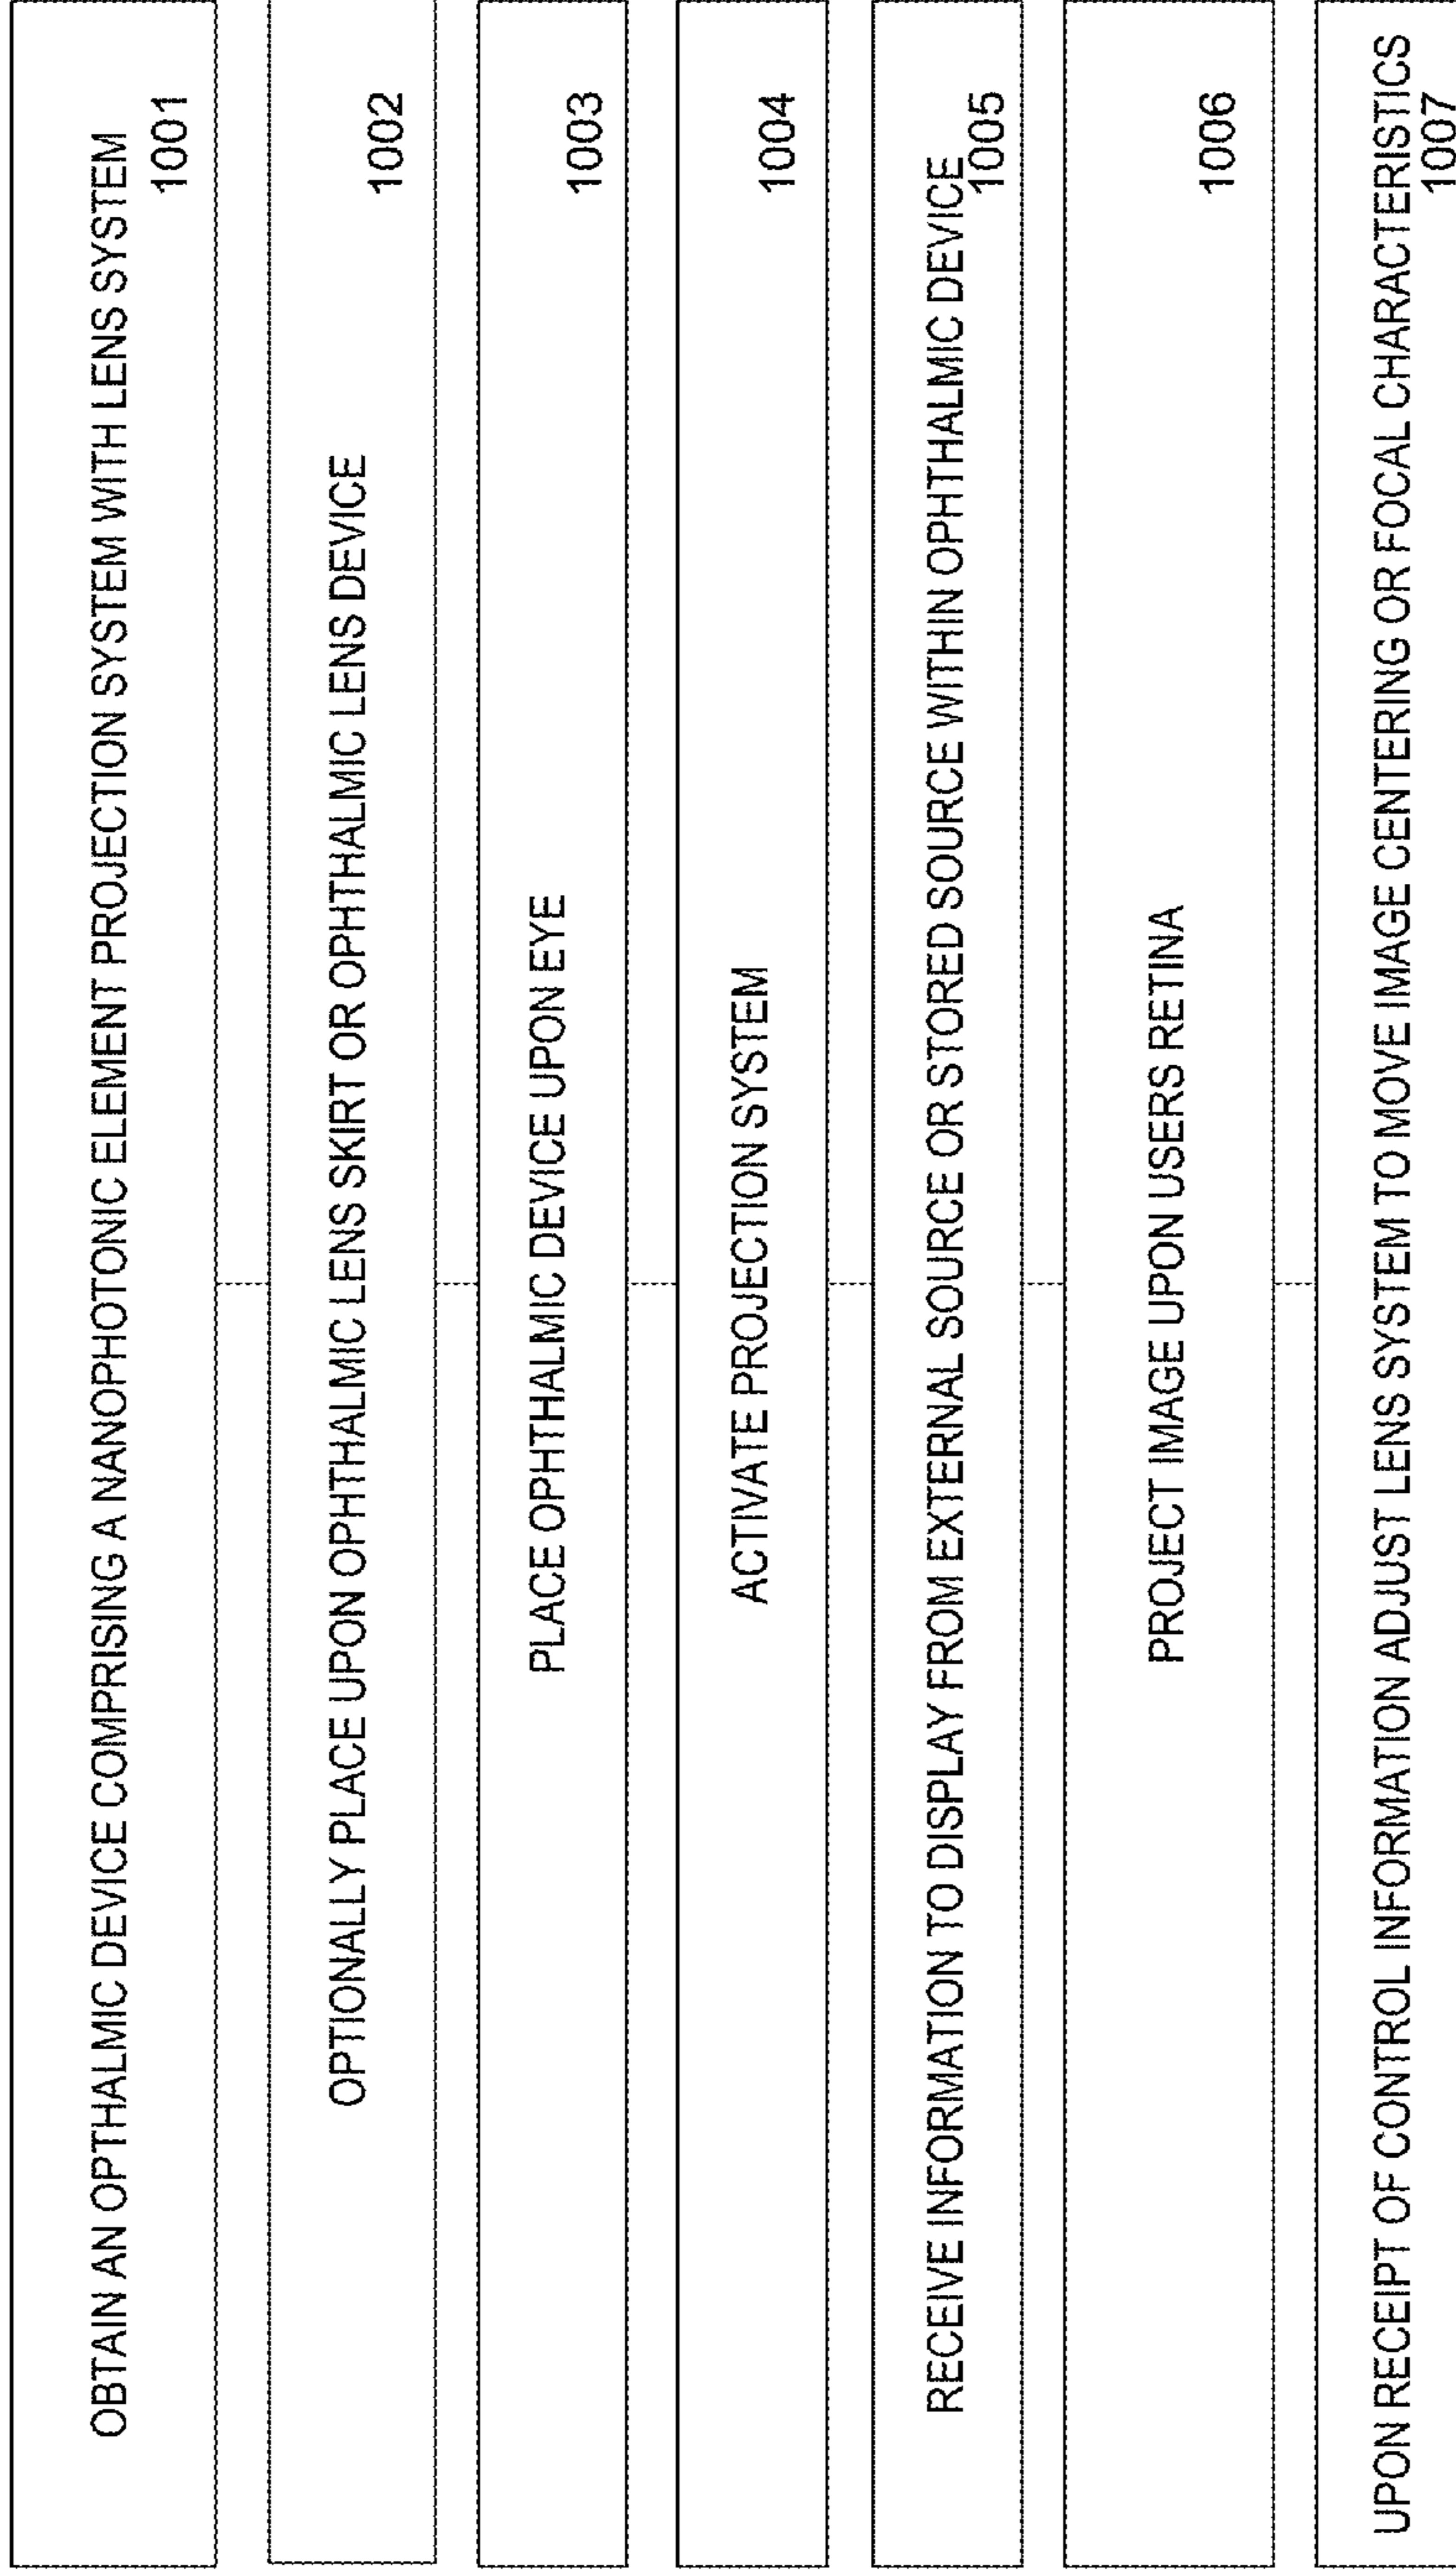 OBTAIN AN OPTHALMIC DEVICE COMPRISING A NANOPHOTONIC ELEMENT PROJECTION SYSTEM WITH LENS SYSTEM
1001
OPTIONALLY PLACE UPON OPHTHALMIC LENS SKIRT OR OPHTHALMIC LENS DEVICE
1002
PLACE OPHTHALMIC DEVICE UPON EYE
1003
ACTIVATE PROJECTION SYSTEM
1004
RECEIVE INFORMATION TO DISPLAY FROM EXTERNAL SOURCE OR STORED SOURCE WITHIN OPHTHALMIC DEVICE
1005
PROJECT IMAGE UPON USERS RETINA
1006
UPON RECEIPT OF CONTROL INFORMATION ADJUST LENS SYSTEM TO MOVE IMAGE CENTERING OR FOCAL CHARACTERISTICS
1007